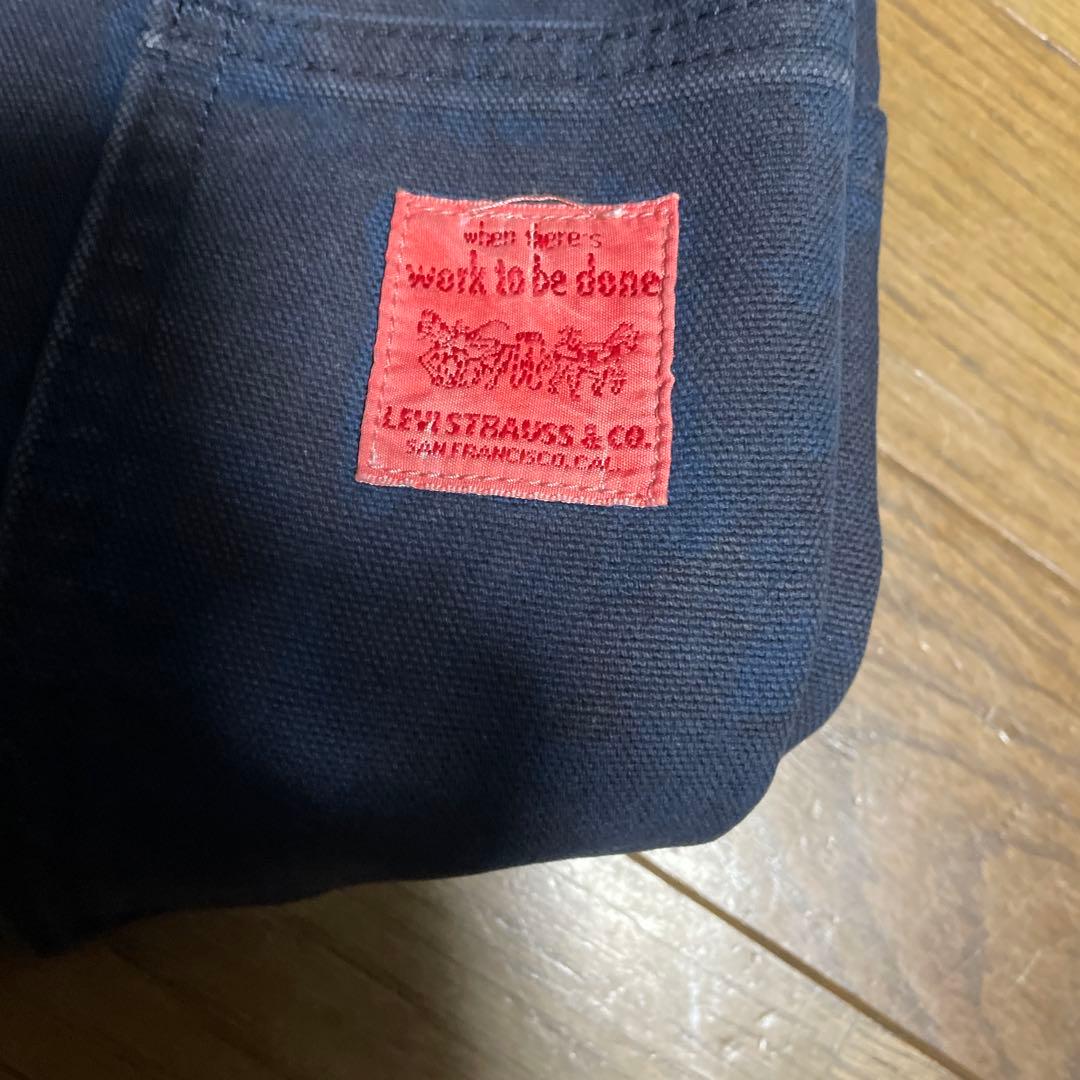 when there's
work to be done
LEVI STRAUSS & CO.
SAN FRANCISCO, CAL.